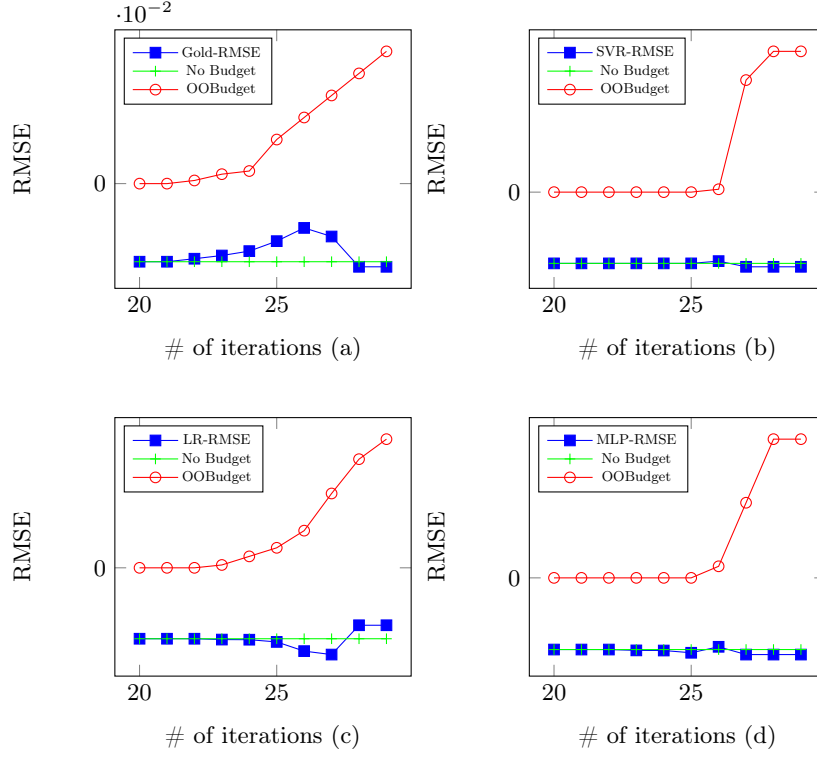 ·10⁻²
Gold-RMSE
No Budget
OOBudget
RMSE
0
20
25
# of iterations (a)
SVR-RMSE
No Budget
OOBudget
RMSE
0
20
25
# of iterations (b)
LR-RMSE
No Budget
OOBudget
RMSE
0
20
25
# of iterations (c)
MLP-RMSE
No Budget
OOBudget
RMSE
0
20
25
# of iterations (d)